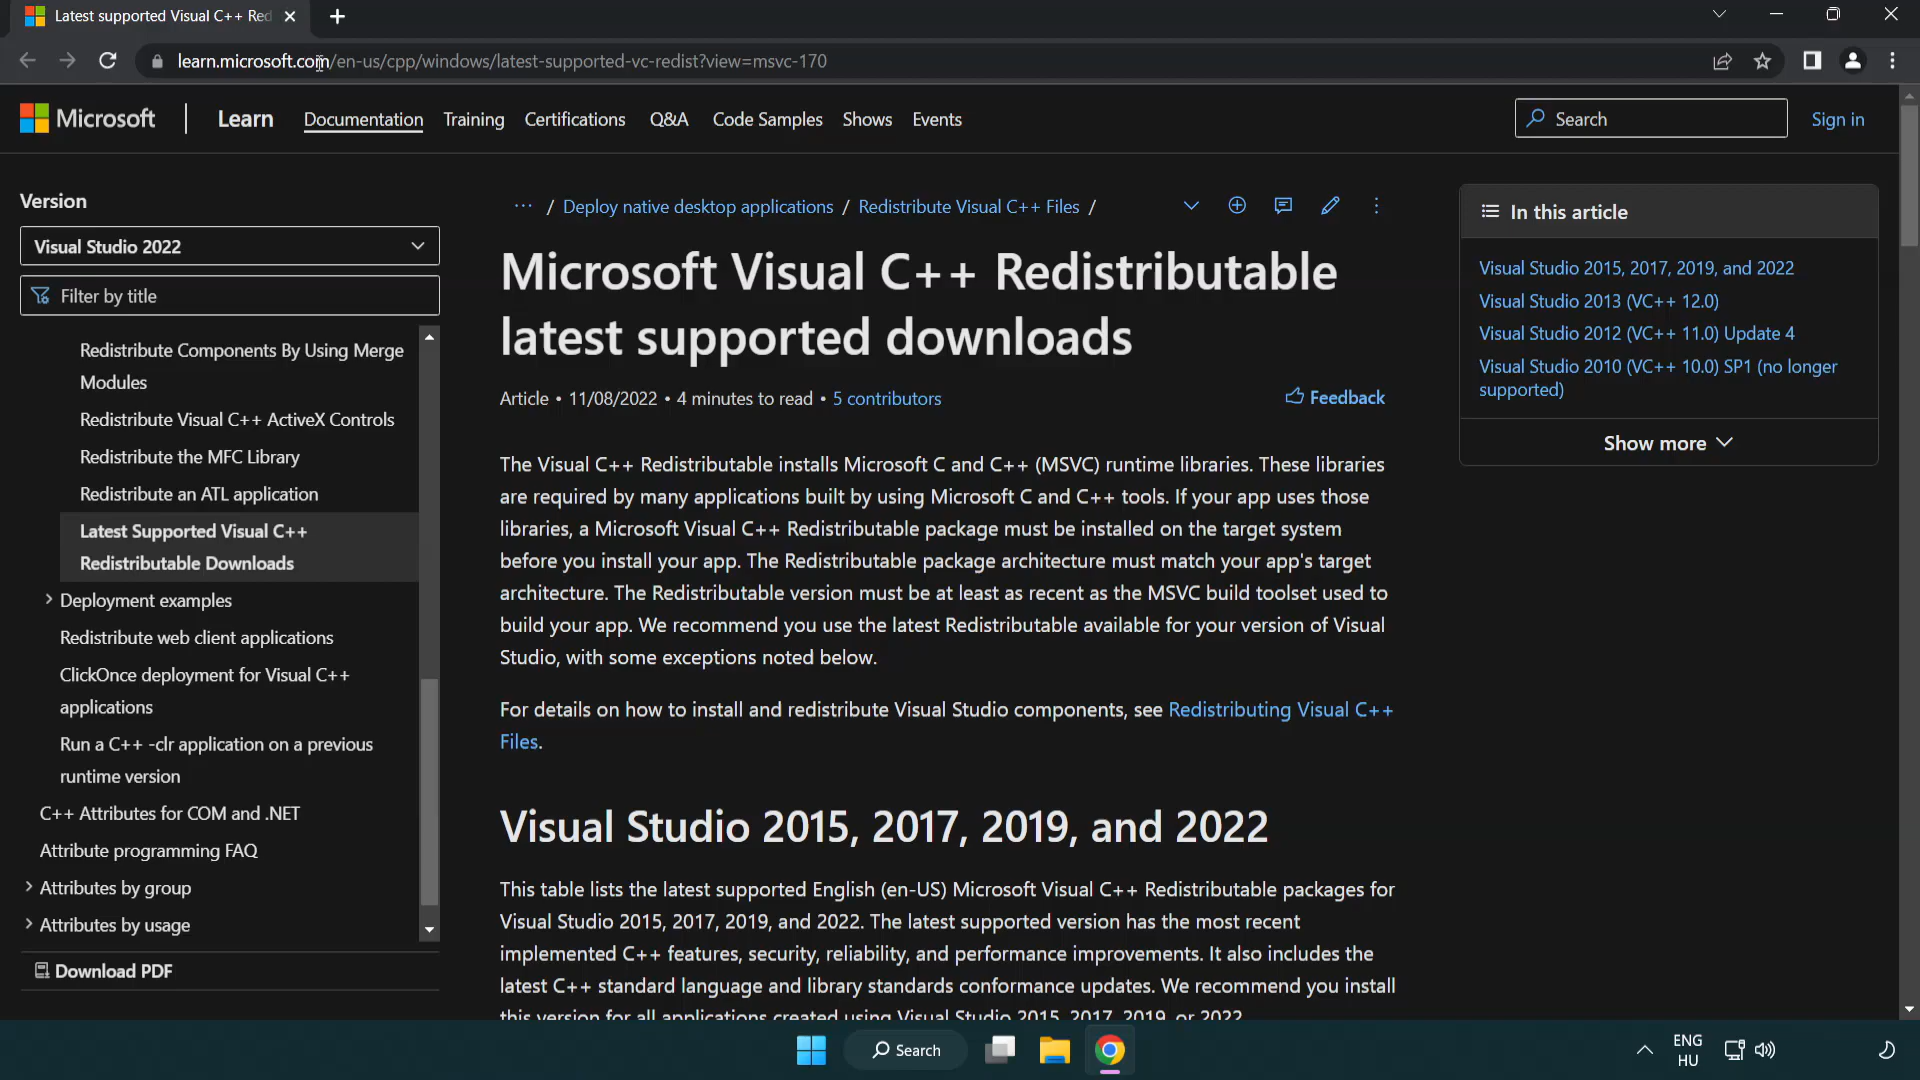 Latest supported Visual C++ Red
learn.microsoft.com/en-us/cpp/windows/latest-supported-vc-redist?view=msvc-170
Microsoft
Learn
Documentation
Training
Certifications
Q&A
Code Samples
Shows
Events
Search
Sign in
Version
Visual Studio 2022
Filter by title
Redistribute Components By Using Merge
Modules
Redistribute Visual C++ ActiveX Controls
Redistribute the MFC Library
Redistribute an ATL application
Latest Supported Visual C++
Redistributable Downloads
Deployment examples
Redistribute web client applications
ClickOnce deployment for Visual C++
applications
Run a C++ -clr application on a previous
runtime version
C++ Attributes for COM and .NET
Attribute programming FAQ
Attributes by group
Attributes by usage
Download PDF
··· / Deploy native desktop applications / Redistribute Visual C++ Files /
Microsoft Visual C++ Redistributable
latest supported downloads
Article • 11/08/2022 • 4 minutes to read • 5 contributors
Feedback
The Visual C++ Redistributable installs Microsoft C and C++ (MSVC) runtime libraries. These libraries
are required by many applications built by using Microsoft C and C++ tools. If your app uses those
libraries, a Microsoft Visual C++ Redistributable package must be installed on the target system
before you install your app. The Redistributable package architecture must match your app's target
architecture. The Redistributable version must be at least as recent as the MSVC build toolset used to
build your app. We recommend you use the latest Redistributable available for your version of Visual
Studio, with some exceptions noted below.
For details on how to install and redistribute Visual Studio components, see Redistributing Visual C++
Files.
Visual Studio 2015, 2017, 2019, and 2022
This table lists the latest supported English (en-US) Microsoft Visual C++ Redistributable packages for
Visual Studio 2015, 2017, 2019, and 2022. The latest supported version has the most recent
implemented C++ features, security, reliability, and performance improvements. It also includes the
latest C++ standard language and library standards conformance updates. We recommend you install
this version for all applications created using Visual Studio 2015, 2017, 2019, or 2022.
In this article
Visual Studio 2015, 2017, 2019, and 2022
Visual Studio 2013 (VC++ 12.0)
Visual Studio 2012 (VC++ 11.0) Update 4
Visual Studio 2010 (VC++ 10.0) SP1 (no longer
supported)
Show more
Search
ENG
HU